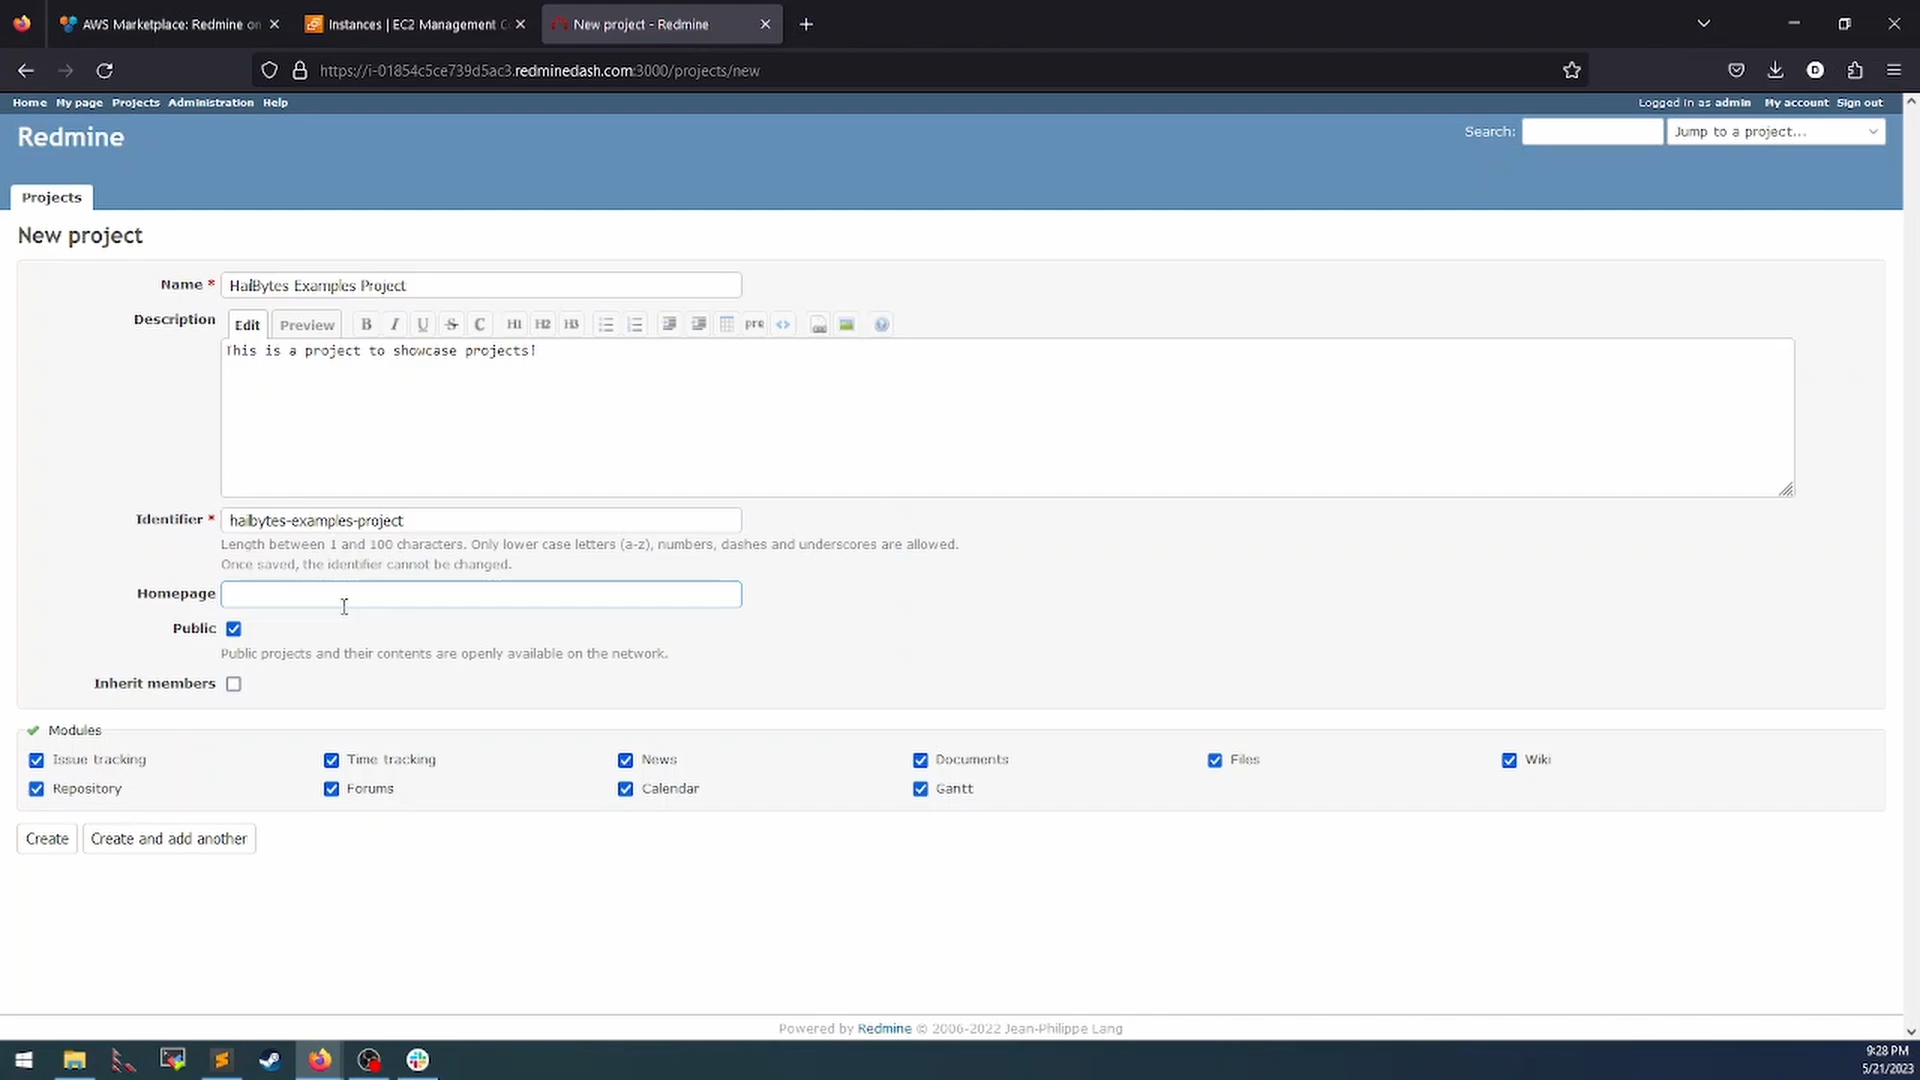 AWS Marketplace: Redmine on
Instances | EC2 Management C
New project - Redmine
https://i-01854c5ce739d5ac3.redminedash.com:3000/projects/new
Home My page Projects Administration Help
Logged in as admin My account Sign out
Redmine
Search:
Jump to a project...
Projects
New project
Name * HailBytes Examples Project
Description
Edit Preview B I U S C H1 H2 H3 pre <>
This is a project to showcase projects!
Identifier * hailbytes-examples-project
Length between 1 and 100 characters. Only lower case letters (a-z), numbers, dashes and underscores are allowed.
Once saved, the identifier cannot be changed.
Homepage
Public
Public projects and their contents are openly available on the network.
Inherit members
Modules
Issue tracking Time tracking News Documents Files Wiki
Repository Forums Calendar Gantt
Create Create and add another
Powered by Redmine © 2006-2022 Jean-Philippe Lang
9:28 PM
5/21/2023